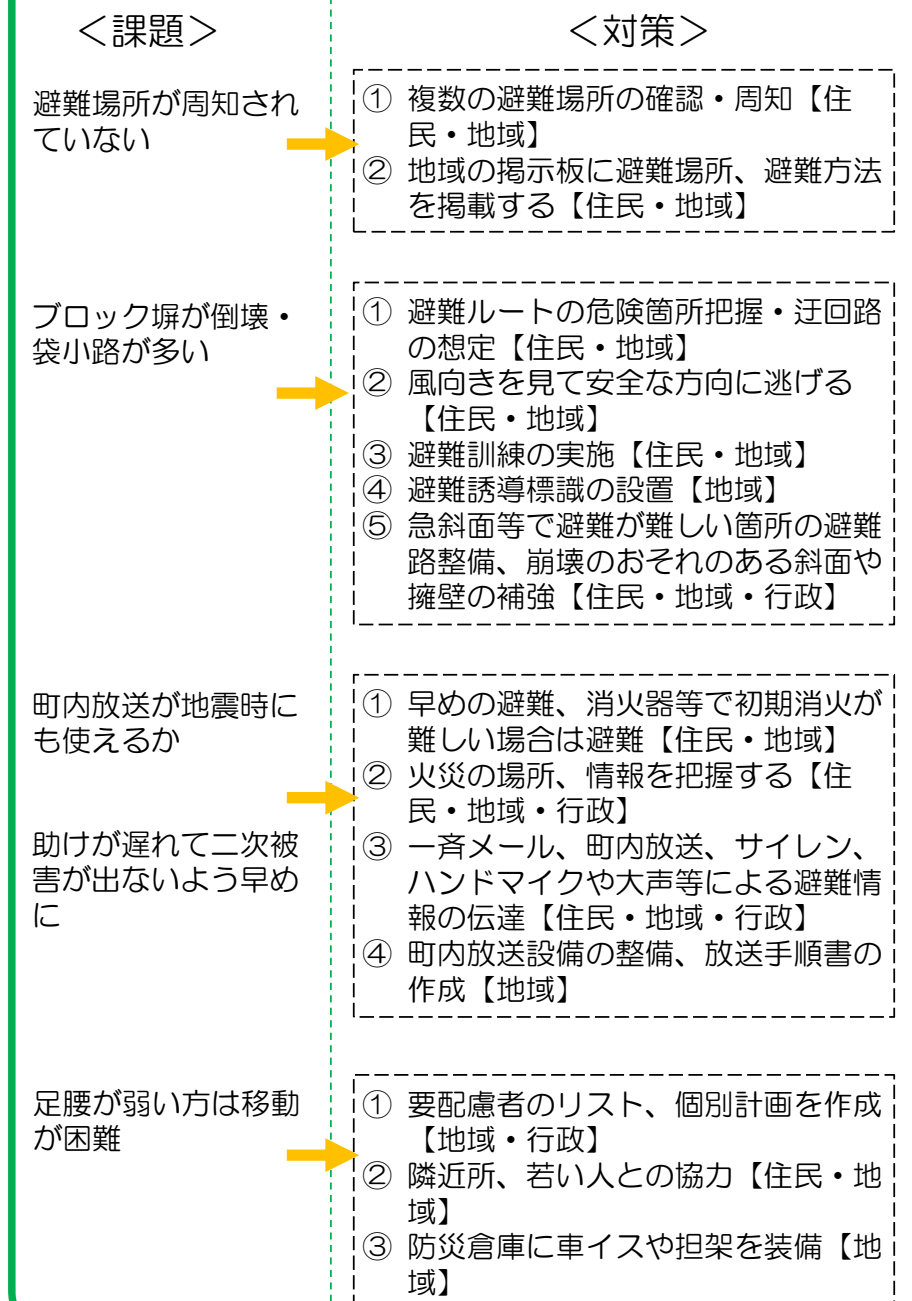 ＜課題＞
＜対策＞
避難場所が周知され
ていない
① 複数の避難場所の確認・周知【住
民・地域】
② 地域の掲示板に避難場所、避難方法
を掲載する【住民・地域】
ブロック塀が倒壊・
袋小路が多い
① 避難ルートの危険箇所把握・迂回路
の想定【住民・地域】
② 風向きを見て安全な方向に逃げる
【住民・地域】
③ 避難訓練の実施【住民・地域】
④ 避難誘導標識の設置【地域】
⑤ 急斜面等で避難が難しい箇所の避難
路整備、崩壊のおそれのある斜面や
擁壁の補強【住民・地域・行政】
町内放送が地震時に
も使えるか
助けが遅れて二次被
害が出ないよう早め
に
① 早めの避難、消火器等で初期消火が
難しい場合は避難【住民・地域】
② 火災の場所、情報を把握する【住
民・地域・行政】
③ 一斉メール、町内放送、サイレン、
ハンドマイクや大声等による避難情
報の伝達【住民・地域・行政】
④ 町内放送設備の整備、放送手順書の
作成【地域】
足腰が弱い方は移動
が困難
① 要配慮者のリスト、個別計画を作成
【地域・行政】
② 隣近所、若い人との協力【住民・地
域】
③ 防災倉庫に車イスや担架を装備【地
域】